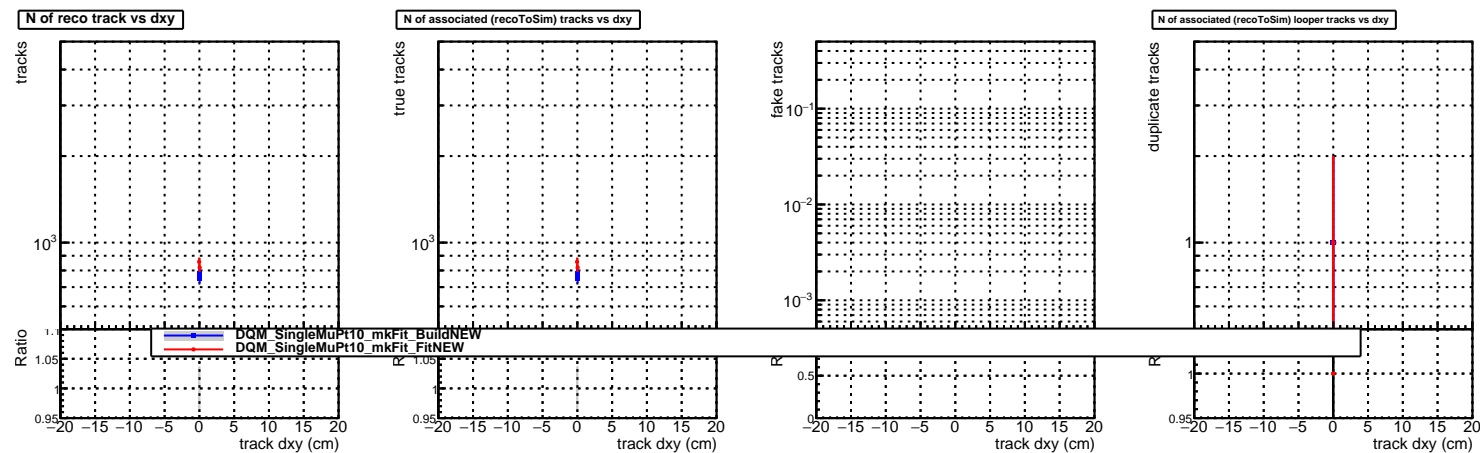 N of reco track vs dxy
N of associated (recoToSim) tracks vs dxy
N of associated (recoToSim) looper tracks vs dxy
tracks
10³
Ratio
1.1
1.05
1
0.95
−20 −15 −10 −5 0 5 10 15 20
track dxy (cm)
true tracks
10³
1.05
1
0.95
−20 −15 −10 −5 0 5 10 15 20
track dxy (cm)
fake tracks
10⁻¹
10⁻²
10⁻³
0.5
0
−20 −15 −10 −5 0 5 10 15 20
track dxy (cm)
duplicate tracks
1
1
0.95
−20 −15 −10 −5 0 5 10 15 20
track dxy (cm)
DQM_SingleMuPt10_mkFit_BuildNEW
DQM_SingleMuPt10_mkFit_FitNEW